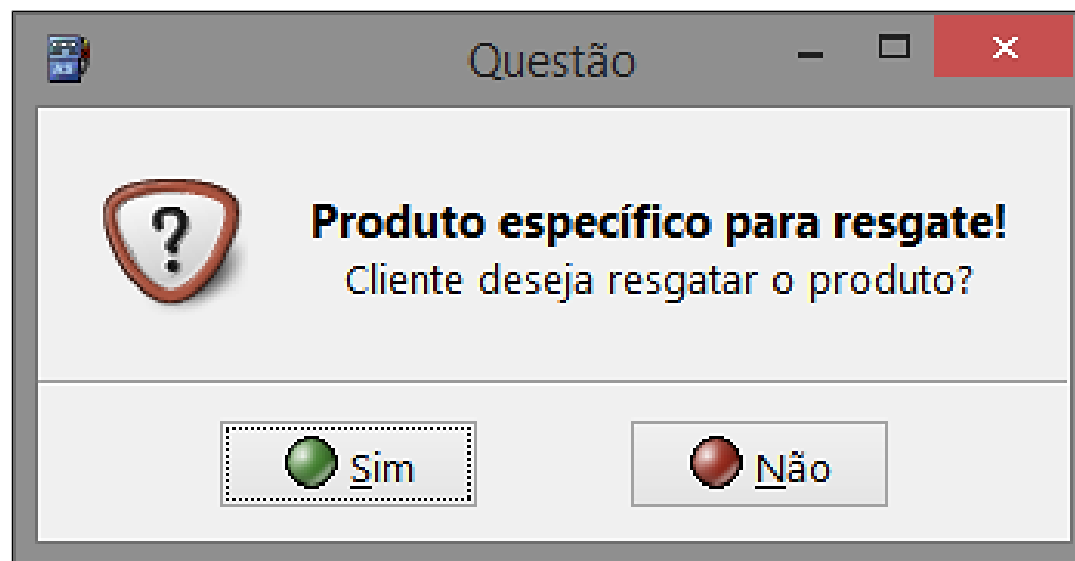 Questão
?
Produto específico para resgate!
Cliente deseja resgatar o produto?
Sim
Não